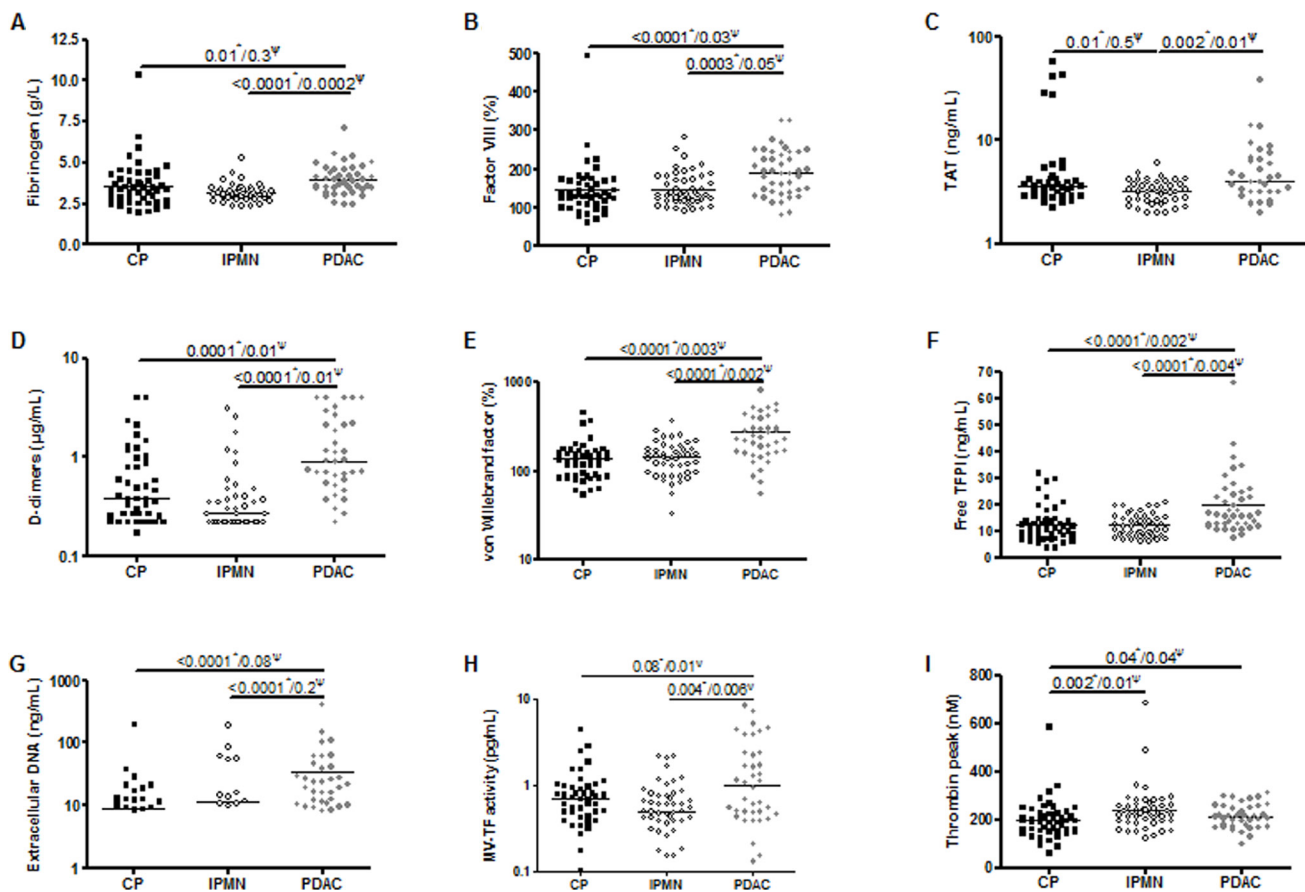 A
Fibrinogen (g/L)
12.5
10.0
7.5
5.0
2.5
0.0
0.01*/0.3ψ
<0.0001*/0.0002ψ
CP IPMN PDAC
B
Factor VIII (%)
500
400
300
200
100
0
<0.0001*/0.03ψ
0.0003*/0.05ψ
CP IPMN PDAC
C
TAT (ng/mL)
100
10
1
0.01*/0.5ψ 0.002*/0.01ψ
CP IPMN PDAC
D
D-dimers (µg/mL)
10
1
0.1
0.0001*/0.01ψ
<0.0001*/0.01ψ
CP IPMN PDAC
E
von Willebrand factor (%)
1000
100
10
<0.0001*/0.003ψ
<0.0001*/0.002ψ
CP IPMN PDAC
F
Free TFPI (ng/mL)
70
60
50
40
30
20
10
0
<0.0001*/0.002ψ
<0.0001*/0.004ψ
CP IPMN PDAC
G
Extracellular DNA (ng/mL)
1000
100
10
1
<0.0001*/0.08ψ
<0.0001*/0.2ψ
CP IPMN PDAC
H
MV-TF activity (pg/mL)
10
1
0.1
0.08*/0.01ψ
0.004*/0.006ψ
CP IPMN PDAC
I
Thrombin peak (nM)
800
600
400
200
0
0.04*/0.04ψ
0.002*/0.01ψ
CP IPMN PDAC